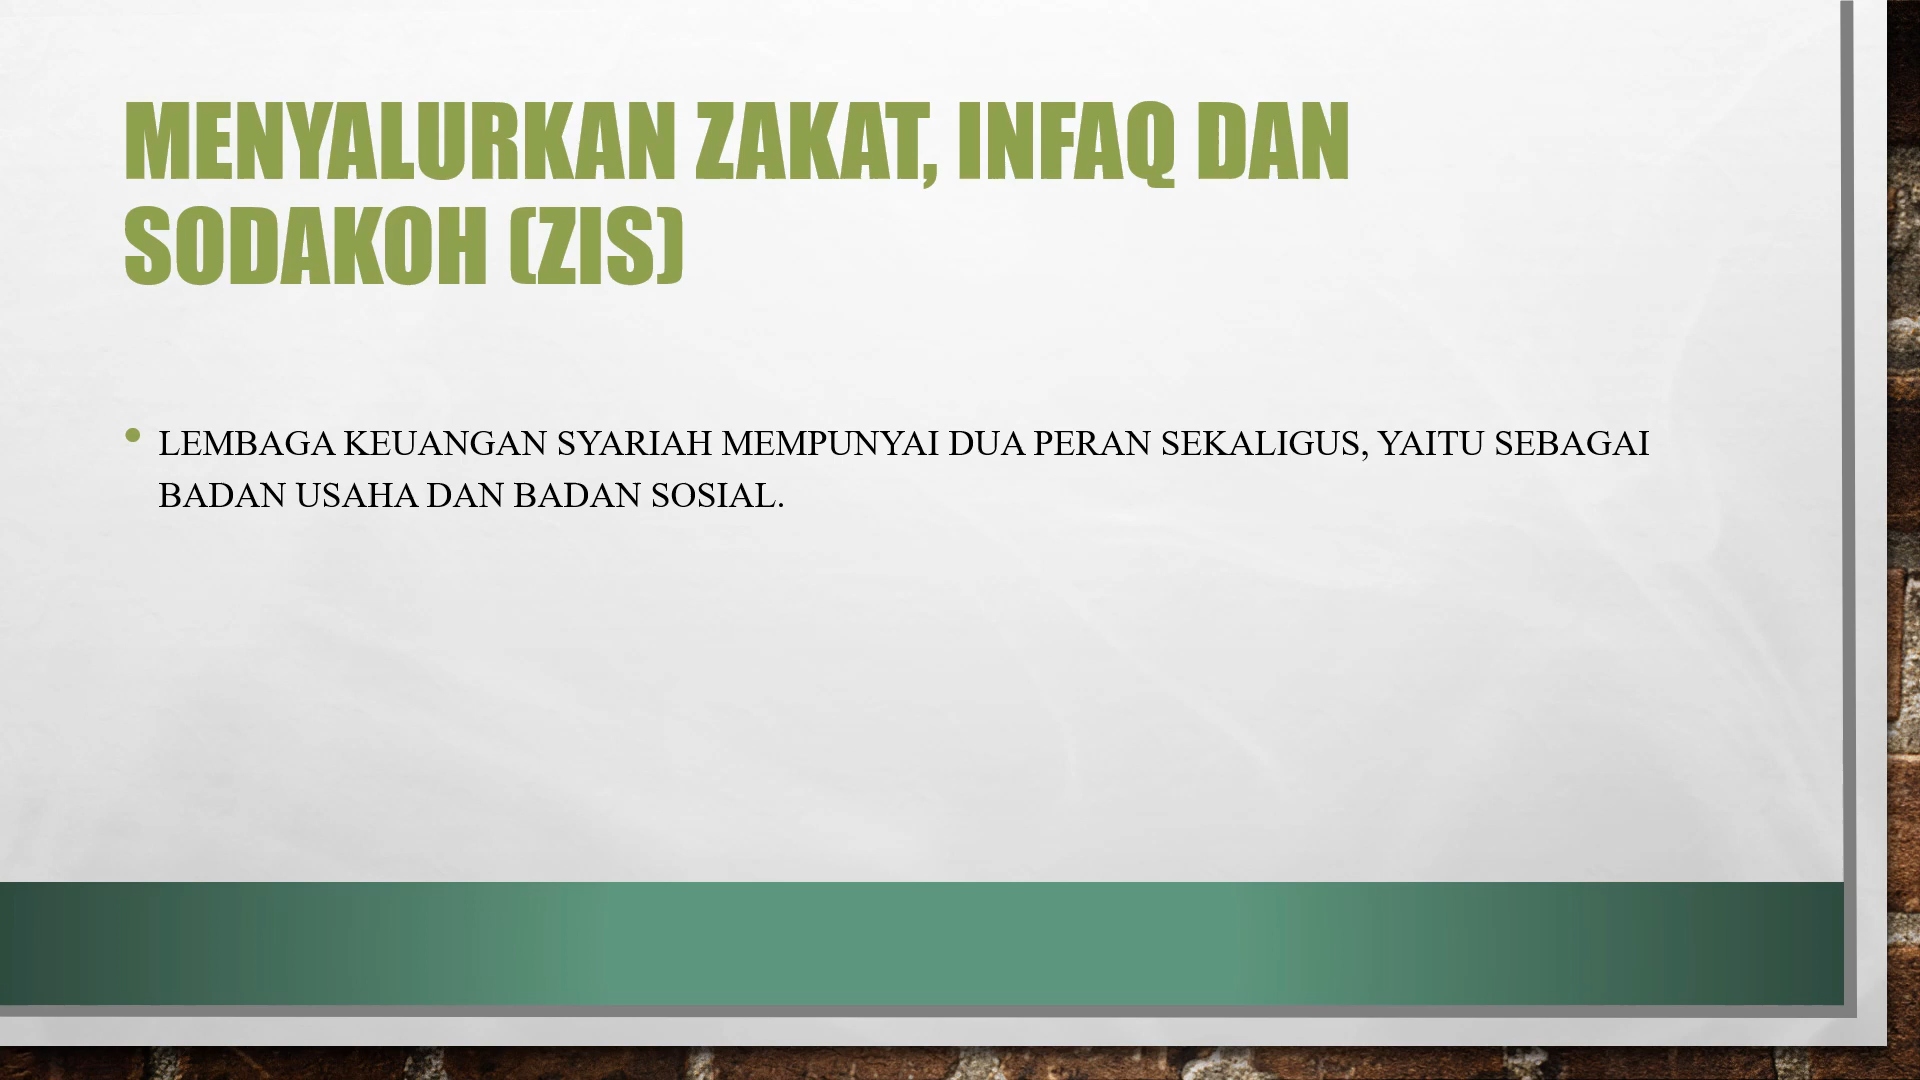 MENYALURKAN ZAKAT, INFAQ DAN
SODAKOH (ZIS)
• LEMBAGA KEUANGAN SYARIAH MEMPUNYAI DUA PERAN SEKALIGUS, YAITU SEBAGAI
BADAN USAHA DAN BADAN SOSIAL.